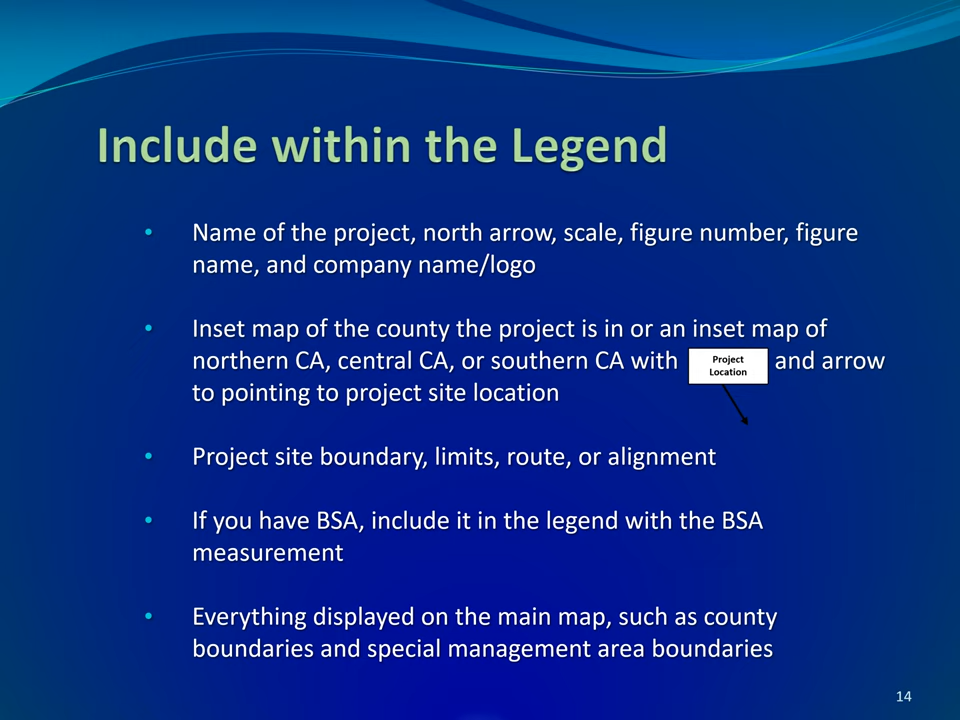 Include within the Legend
• Name of the project, north arrow, scale, figure number, figure
name, and company name/logo
• Inset map of the county the project is in or an inset map of
northern CA, central CA, or southern CA with Project Location and arrow
to pointing to project site location
• Project site boundary, limits, route, or alignment
• If you have BSA, include it in the legend with the BSA
measurement
• Everything displayed on the main map, such as county
boundaries and special management area boundaries
14